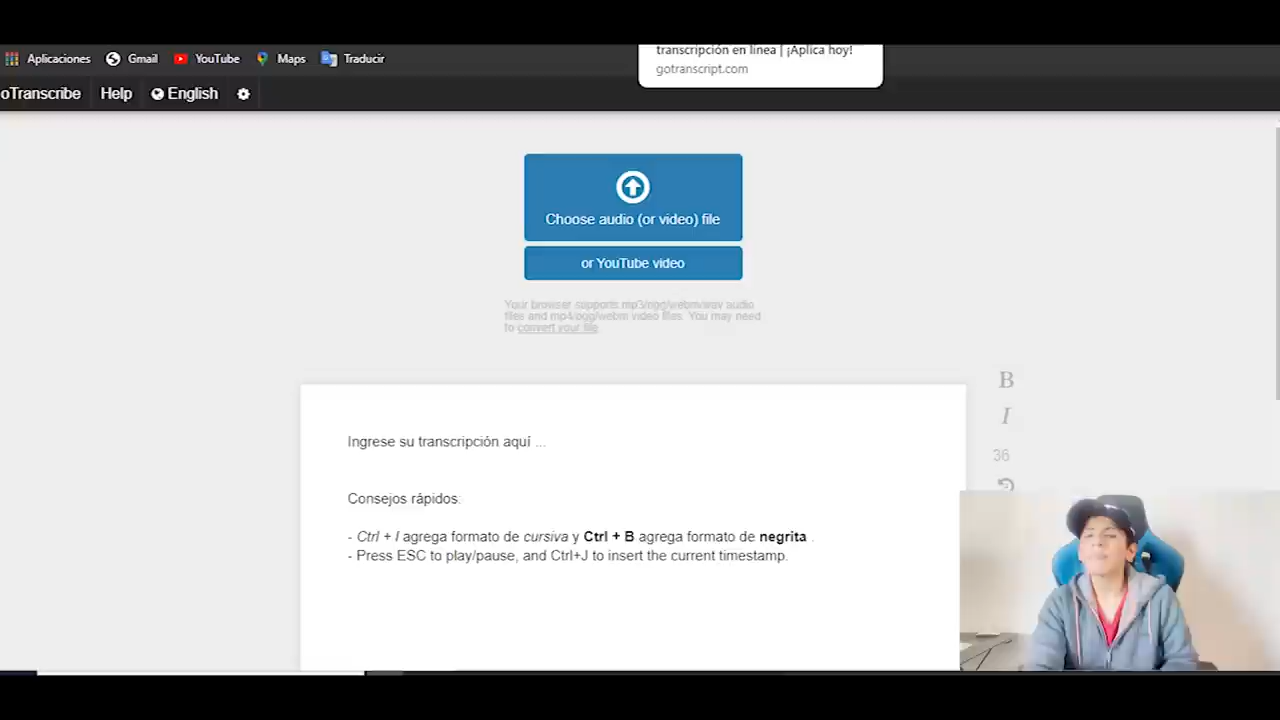 transcripción en línea | ¡Aplica hoy!
gotranscript.com
Aplicaciones Gmail YouTube Maps Traducir
oTranscribe Help English
Choose audio (or video) file
or YouTube video
Your browser supports mp3/ogg/webm/wav audio
files and mp4/ogg/webm video files. You may need
to convert your file
B
I
36
Ingrese su transcripción aquí ...
Consejos rápidos:
- Ctrl + I agrega formato de cursiva y Ctrl + B agrega formato de negrita .
- Press ESC to play/pause, and Ctrl+J to insert the current timestamp.